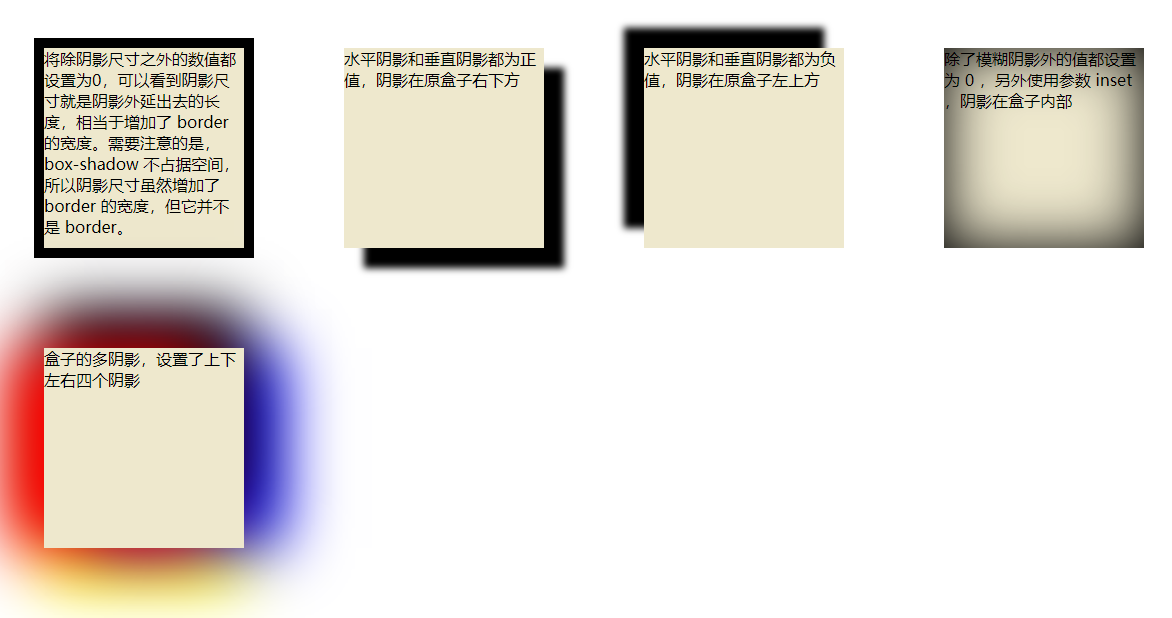 将除阴影尺寸之外的数值都
设置为0，可以看到阴影尺
寸就是阴影外延出去的长
度，相当于增加了 border
的宽度。需要注意的是，
box-shadow 不占据空间，
所以阴影尺寸虽然增加了
border 的宽度，但它并不
是 border。
水平阴影和垂直阴影都为正
值，阴影在原盒子右下方
水平阴影和垂直阴影都为负
值，阴影在原盒子左上方
除了模糊阴影外的值都设置
为 0 ，另外使用参数 inset
，阴影在盒子内部
盒子的多阴影，设置了上下
左右四个阴影